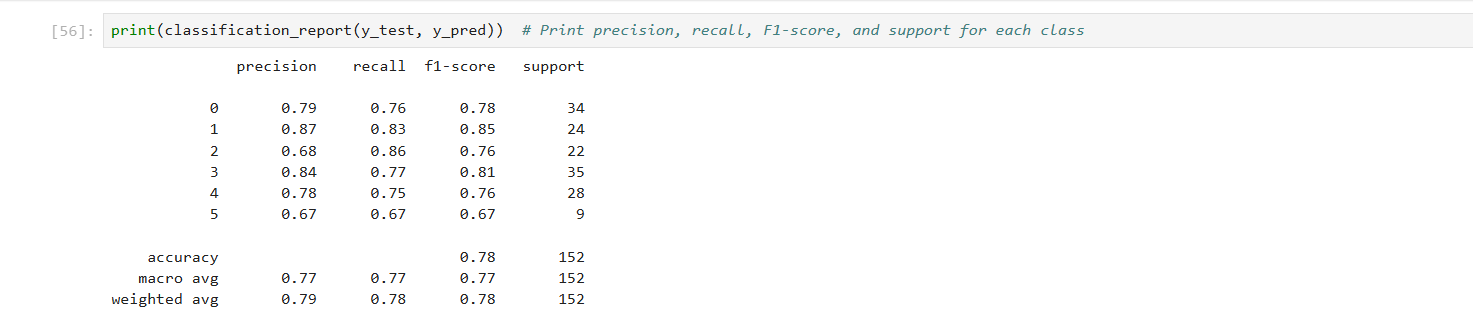 [56]: print(classification_report(y_test, y_pred))  # Print precision, recall, F1-score, and support for each class
precision recall f1-score support
0 0.79 0.76 0.78 34
1 0.87 0.83 0.85 24
2 0.68 0.86 0.76 22
3 0.84 0.77 0.81 35
4 0.78 0.75 0.76 28
5 0.67 0.67 0.67 9
accuracy 0.78 152
macro avg 0.77 0.77 0.77 152
weighted avg 0.79 0.78 0.78 152